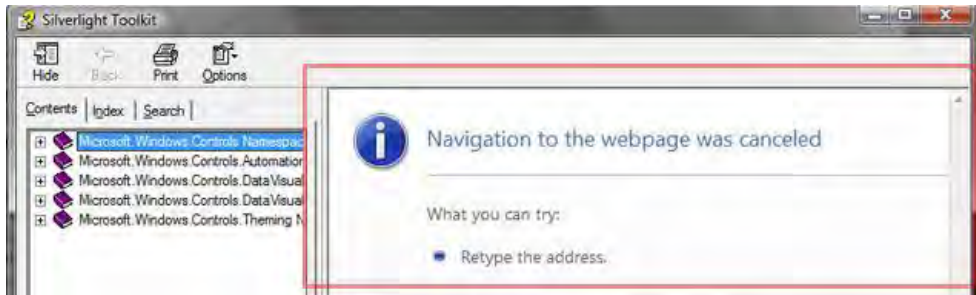 Silverlight Toolkit
Hide Back Print Options
Contents Index Search
Microsoft.Windows.Controls Namespac
Microsoft.Windows.Controls.Automation
Microsoft.Windows.Controls.DataVisual
Microsoft.Windows.Controls.DataVisual
Microsoft.Windows.Controls.Theming N
Navigation to the webpage was canceled
What you can try:
Retype the address.